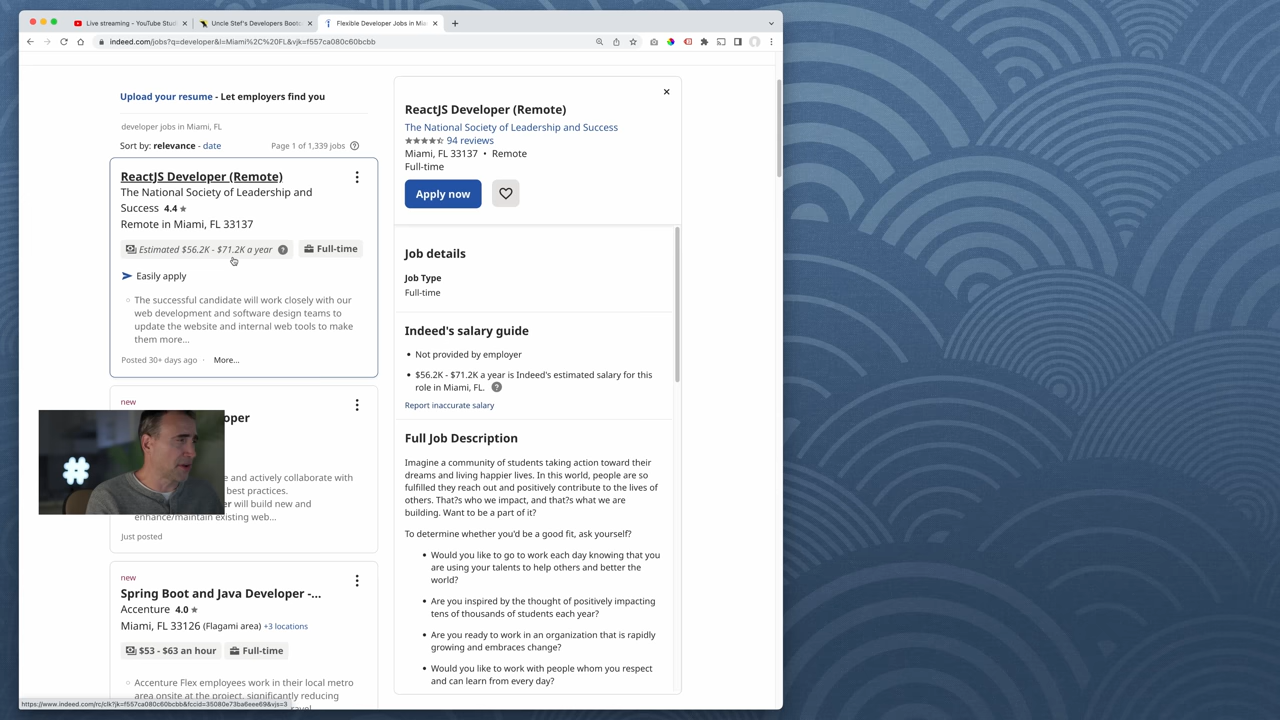 Live streaming - YouTube Stud
Uncle Stef's Developers Boot
Flexible Developer Jobs in Mia
indeed.com/jobs?q=developer&l=Miami%2C%20FL&vjk=f557ca080c60bcbb
Upload your resume - Let employers find you
developer jobs in Miami, FL
Sort by: relevance - date
Page 1 of 1,339 jobs
ReactJS Developer (Remote)
The National Society of Leadership and
Success 4.4
Remote in Miami, FL 33137
Estimated $56.2K - $71.2K a year
Full-time
Easily apply
The successful candidate will work closely with our
web development and software design teams to
update the website and internal web tools to make
them more...
Posted 30+ days ago · More...
new
oper
e and actively collaborate with
best practices.
er will build new and
enhance/maintain existing web...
Just posted
new
Spring Boot and Java Developer -...
Accenture 4.0
Miami, FL 33126 (Flagami area) +3 locations
$53 - $63 an hour
Full-time
Accenture Flex employees work in their local metro
area onsite at the project, significantly reducing
https://www.indeed.com/rc/clk?jk=f557ca080c60bcbb&fccid=35080e73ba6eee69&vjs=3
ReactJS Developer (Remote)
The National Society of Leadership and Success
94 reviews
Miami, FL 33137 • Remote
Full-time
Apply now
Job details
Job Type
Full-time
Indeed's salary guide
• Not provided by employer
• $56.2K - $71.2K a year is Indeed's estimated salary for this
role in Miami, FL.
Report inaccurate salary
Full Job Description
Imagine a community of students taking action toward their
dreams and living happier lives. In this world, people are so
fulfilled they reach out and positively contribute to the lives of
others. That?s who we impact, and that?s what we are
building. Want to be a part of it?
To determine whether you'd be a good fit, ask yourself?
• Would you like to go to work each day knowing that you
are using your talents to help others and better the
world?
• Are you inspired by the thought of positively impacting
tens of thousands of students each year?
• Are you ready to work in an organization that is rapidly
growing and embraces change?
• Would you like to work with people whom you respect
and can learn from every day?
#